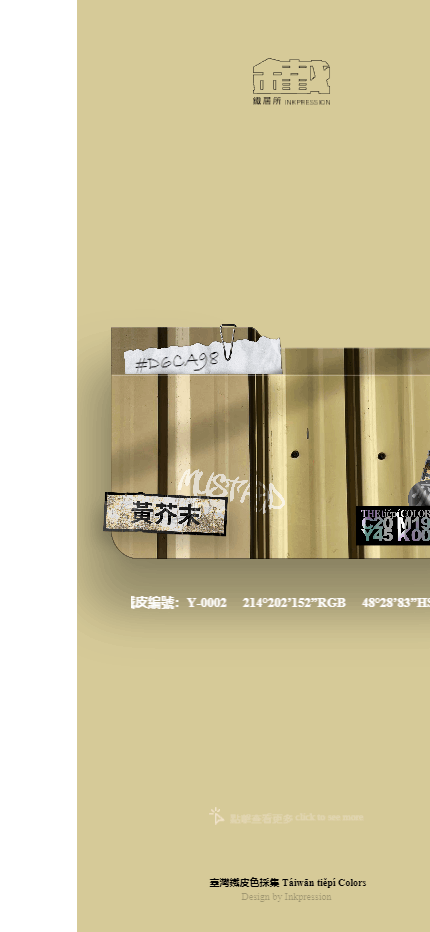 鐵居所 INKPRESSION
#D6CA98
MUSTARD
黃芥末
THE tiěpí COLOR
C20 M19
Y45 K00
皮編號：Y-0002 214°202’152”RGB 48°28’83”HS
點擊查看更多 click to see more
臺灣鐵皮色採集 Táiwān tiěpí Colors
Design by Inkpression